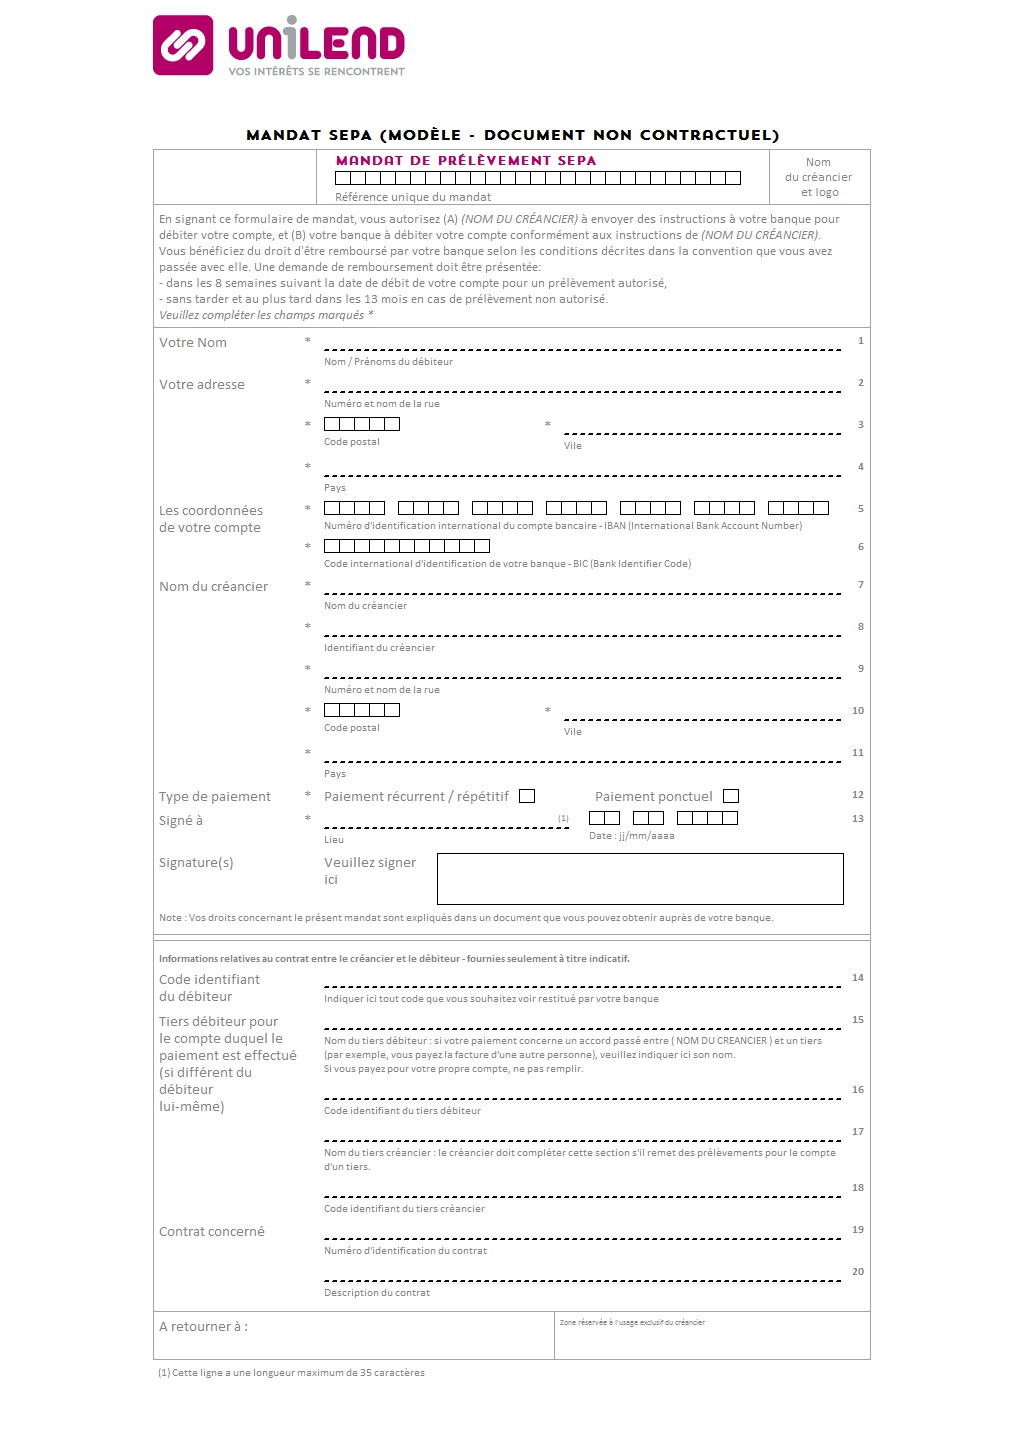 UNiLEND
VOS INTÉRÊTS SE RENCONTRENT
MANDAT SEPA (MODÈLE - DOCUMENT NON CONTRACTUEL)
MANDAT DE PRÉLÈVEMENT SEPA
Référence unique du mandat
Nom
du créancier
et logo
En signant ce formulaire de mandat, vous autorisez (A) (NOM DU CRÉANCIER) à envoyer des instructions à votre banque pour
débiter votre compte, et (B) votre banque à débiter votre compte conformément aux instructions de (NOM DU CRÉANCIER).
Vous bénéficiez du droit d'être remboursé par votre banque selon les conditions décrites dans la convention que vous avez
passée avec elle. Une demande de remboursement doit être présentée:
- dans les 8 semaines suivant la date de débit de votre compte pour un prélèvement autorisé,
- sans tarder et au plus tard dans les 13 mois en cas de prélèvement non autorisé.
Veuillez compléter les champs marqués *
Votre Nom * 1
Nom / Prénoms du débiteur
Votre adresse * 2
Numéro et nom de la rue
* * 3
Code postal Vile
* 4
Pays
Les coordonnées * 5
de votre compte
Numéro d'identification international du compte bancaire - IBAN (International Bank Account Number)
* 6
Code international d'identification de votre banque - BIC (Bank Identifier Code)
Nom du créancier * 7
Nom du créancier
* 8
Identifiant du créancier
* 9
Numéro et nom de la rue
* * 10
Code postal Vile
* 11
Pays
Type de paiement * Paiement récurrent / répétitif Paiement ponctuel 12
Signé à * (1) 13
Lieu Date : jj/mm/aaaa
Signature(s) Veuillez signer
ici
Note : Vos droits concernant le présent mandat sont expliqués dans un document que vous pouvez obtenir auprès de votre banque.
Informations relatives au contrat entre le créancier et le débiteur - fournies seulement à titre indicatif.
Code identifiant 14
du débiteur
Indiquer ici tout code que vous souhaitez voir restitué par votre banque
Tiers débiteur pour 15
le compte duquel le
paiement est effectué
(si différent du
débiteur
lui-même)
Nom du tiers débiteur : si votre paiement concerne un accord passé entre ( NOM DU CREANCIER ) et un tiers
(par exemple, vous payez la facture d'une autre personne), veuillez indiquer ici son nom.
Si vous payez pour votre propre compte, ne pas remplir.
16
Code identifiant du tiers débiteur
17
Nom du tiers créancier : le créancier doit compléter cette section s'il remet des prélèvements pour le compte
d'un tiers.
18
Code identifiant du tiers créancier
Contrat concerné 19
Numéro d'identification du contrat
20
Description du contrat
A retourner à :
Zone réservée à l'usage exclusif du créancier
(1) Cette ligne a une longueur maximum de 35 caractères